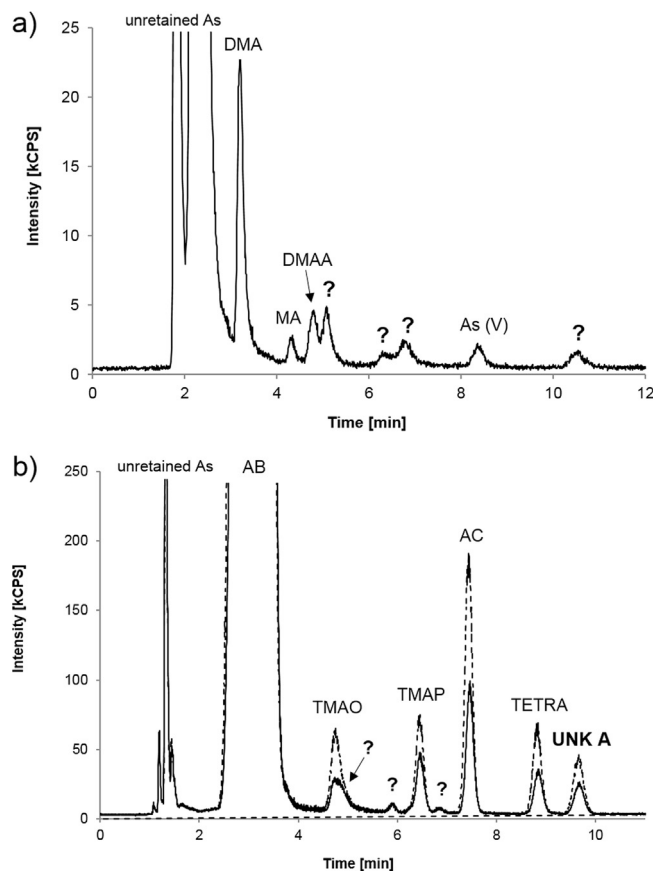 a)
unretained As
25
DMA
20
15
10
DMAA
?
5
MA
?
?
As (V)
?
0
Intensity [kCPS]
0 2 4 6 8 10 12
Time [min]
b)
unretained As
AB
250
200
AC
150
100
TMAO
TMAP
TETRA
UNK A
50
?
?
?
0
Intensity [kCPS]
0 2 4 6 8 10
Time [min]